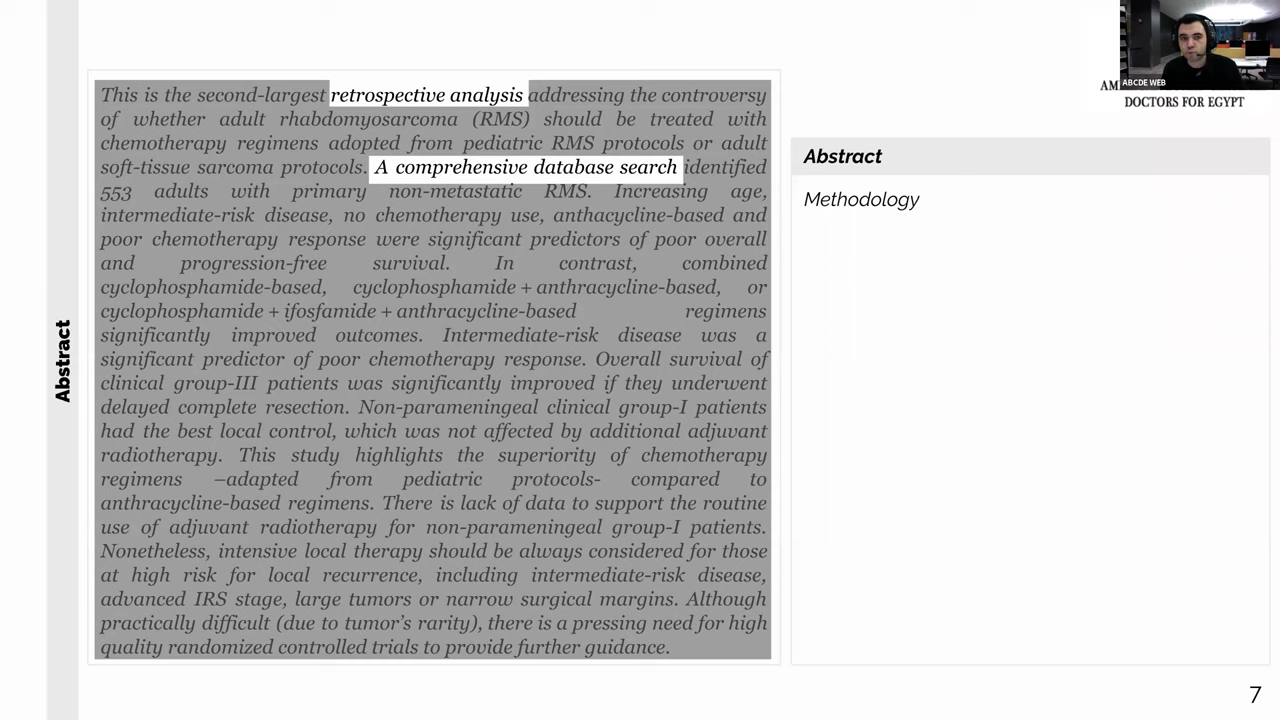 ABCDE WEB
DOCTORS FOR EGYPT
Abstract
This is the second-largest retrospective analysis addressing the controversy
of whether adult rhabdomyosarcoma (RMS) should be treated with
chemotherapy regimens adopted from pediatric RMS protocols or adult
soft-tissue sarcoma protocols. A comprehensive database search identified
553 adults with primary non-metastatic RMS. Increasing age,
intermediate-risk disease, no chemotherapy use, anthacycline-based and
poor chemotherapy response were significant predictors of poor overall
and progression-free survival. In contrast, combined
cyclophosphamide-based, cyclophosphamide + anthracycline-based, or
cyclophosphamide + ifosfamide + anthracycline-based regimens
significantly improved outcomes. Intermediate-risk disease was a
significant predictor of poor chemotherapy response. Overall survival of
clinical group-III patients was significantly improved if they underwent
delayed complete resection. Non-parameningeal clinical group-I patients
had the best local control, which was not affected by additional adjuvant
radiotherapy. This study highlights the superiority of chemotherapy
regimens –adapted from pediatric protocols- compared to
anthracycline-based regimens. There is lack of data to support the routine
use of adjuvant radiotherapy for non-parameningeal group-I patients.
Nonetheless, intensive local therapy should be always considered for those
at high risk for local recurrence, including intermediate-risk disease,
advanced IRS stage, large tumors or narrow surgical margins. Although
practically difficult (due to tumor's rarity), there is a pressing need for high
quality randomized controlled trials to provide further guidance.
Abstract
Methodology
7